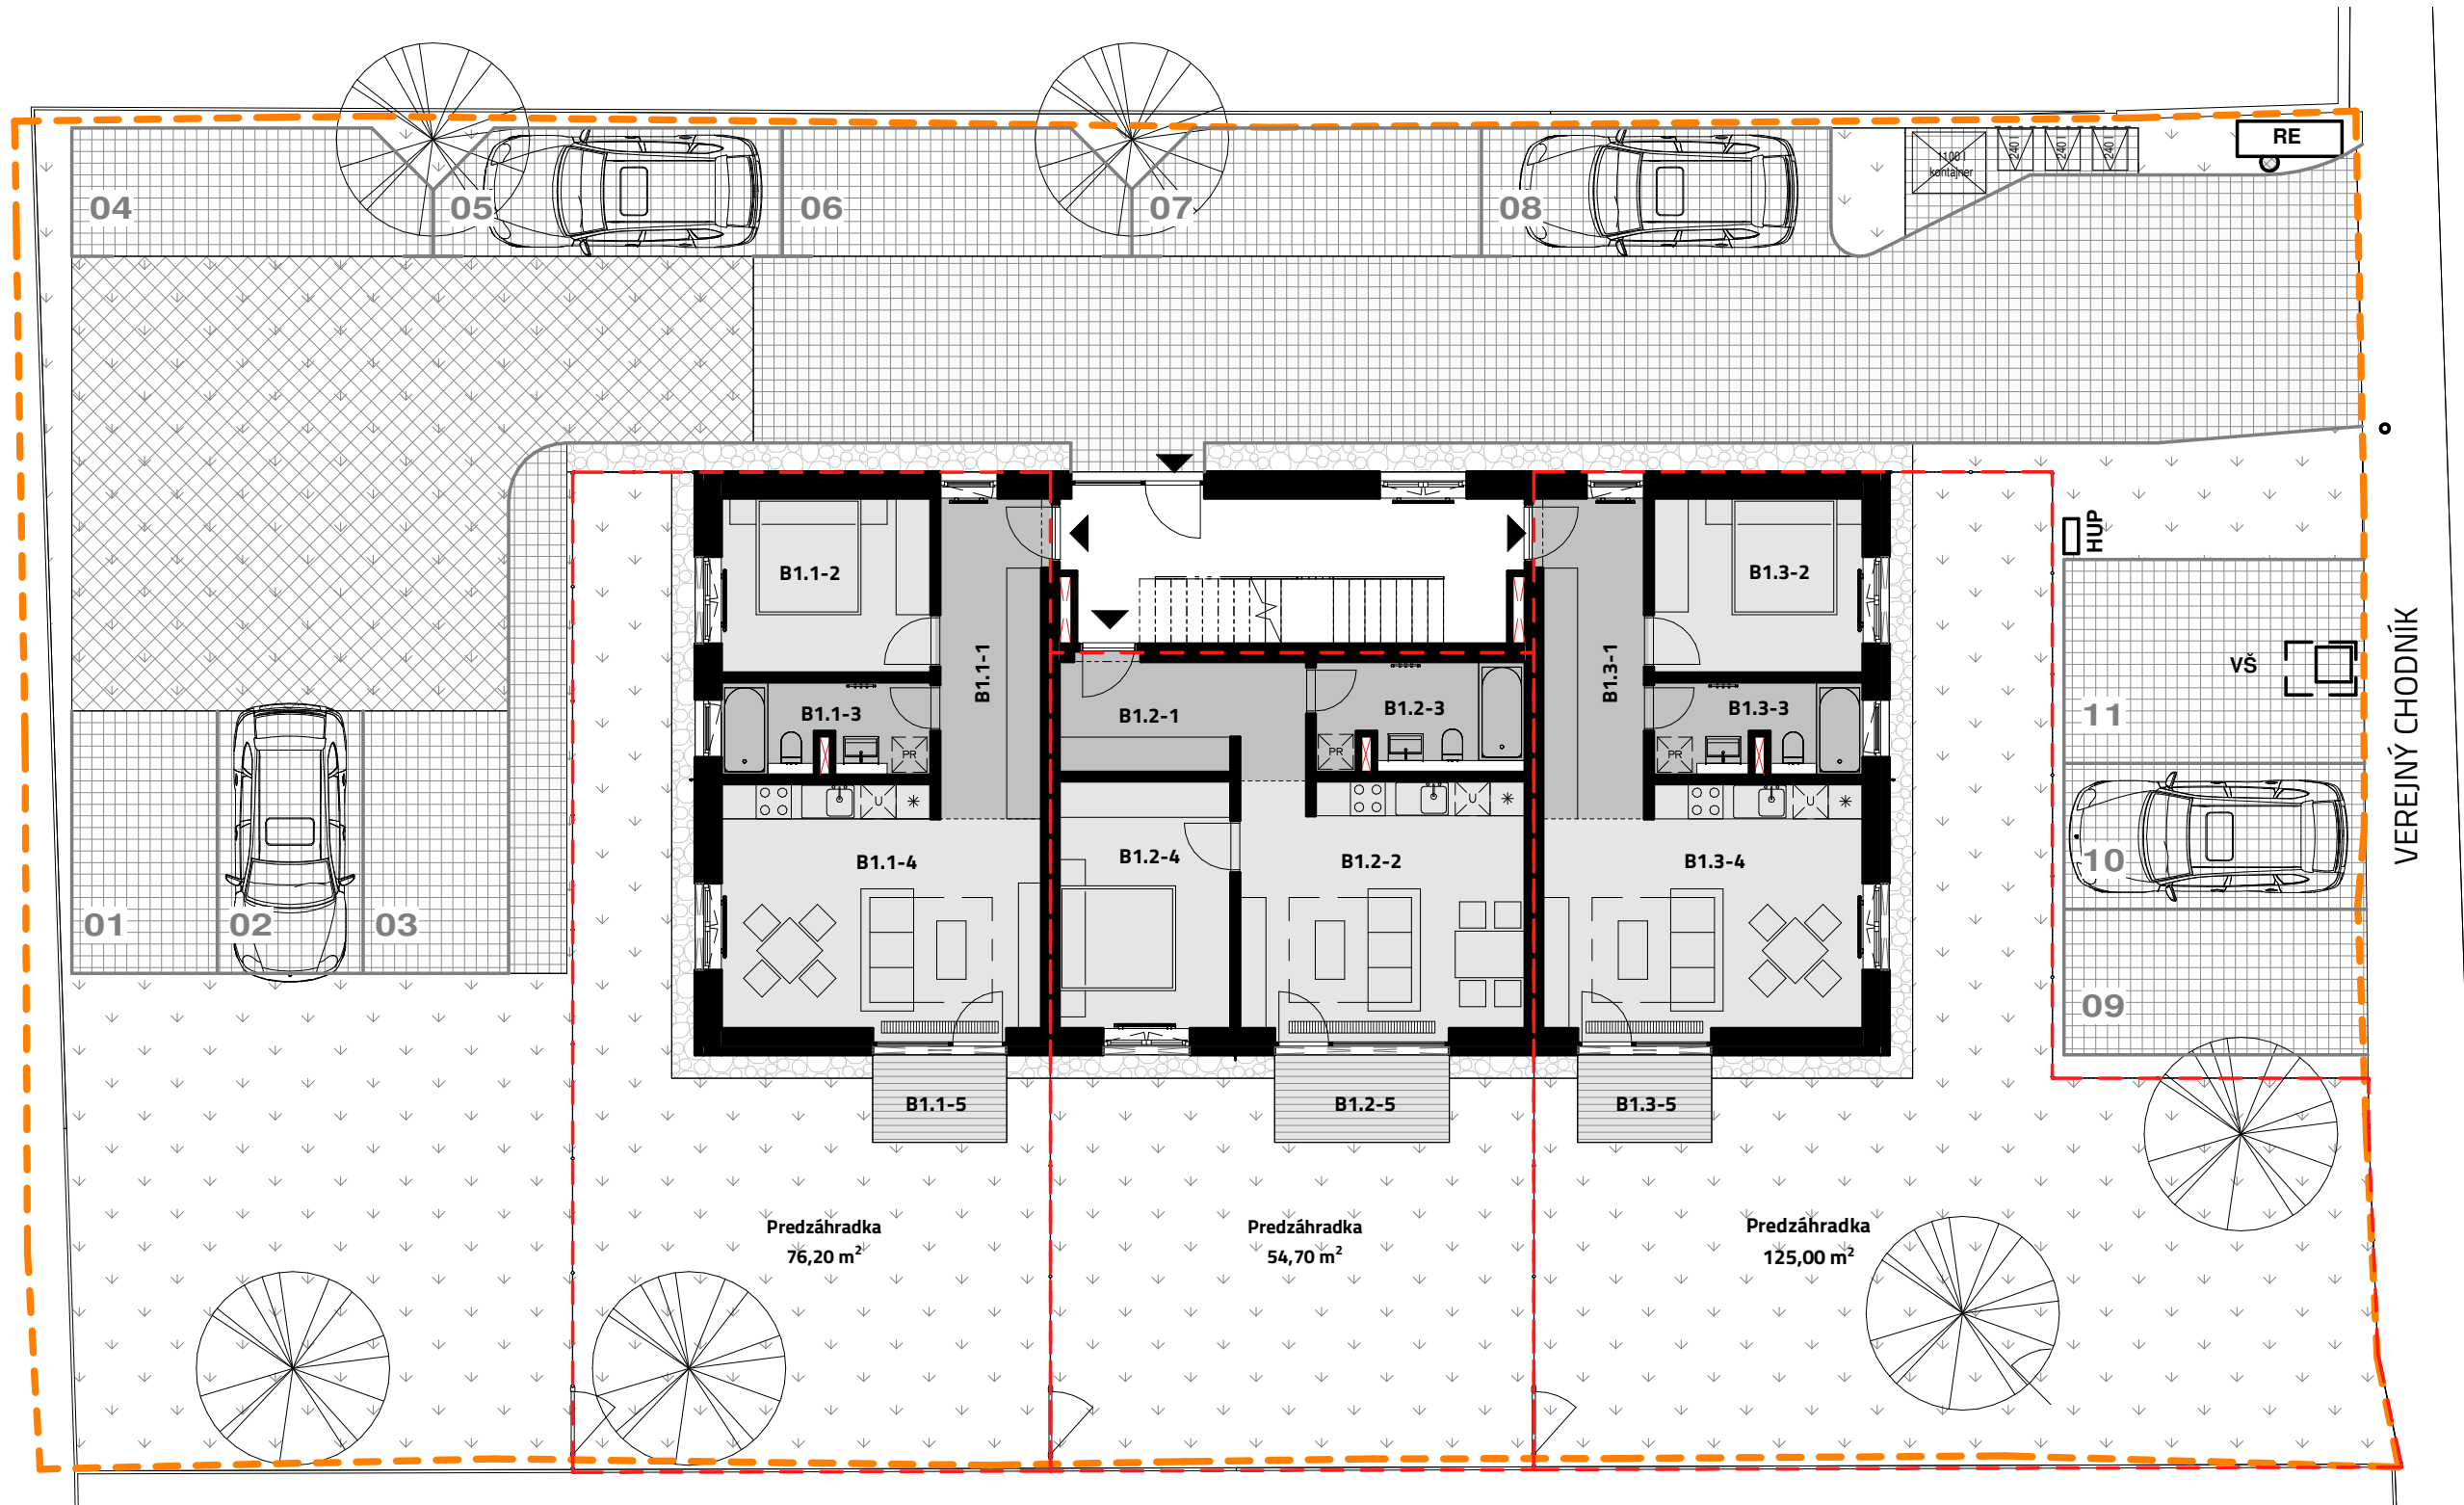 RE
1100 l
kontajner
240 l
240 l
240 l
04
05
06
07
08
HUP
B1.1-2
B1.3-2
B1.1-1
B1.3-1
VŠ
B1.1-3
B1.2-1
B1.2-3
B1.3-3
11
PR
PR
PR
VEREJNÝ CHODNÍK
U
U
U
B1.1-4
B1.2-4
B1.2-2
B1.3-4
10
01
02
03
09
B1.1-5
B1.2-5
B1.3-5
Predzáhradka
76,20 m²
Predzáhradka
54,70 m²
Predzáhradka
125,00 m²